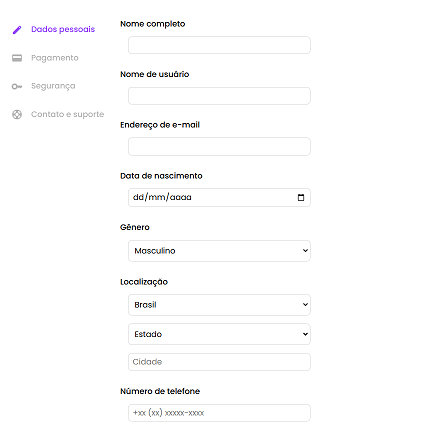 Dados pessoais
Pagamento
Segurança
Contato e suporte
Nome completo
Nome de usuário
Endereço de e-mail
Data de nascimento
dd/mm/aaaa
Gênero
Masculino
Localização
Brasil
Estado
Cidade
Número de telefone
+xx (xx) xxxxx-xxxx